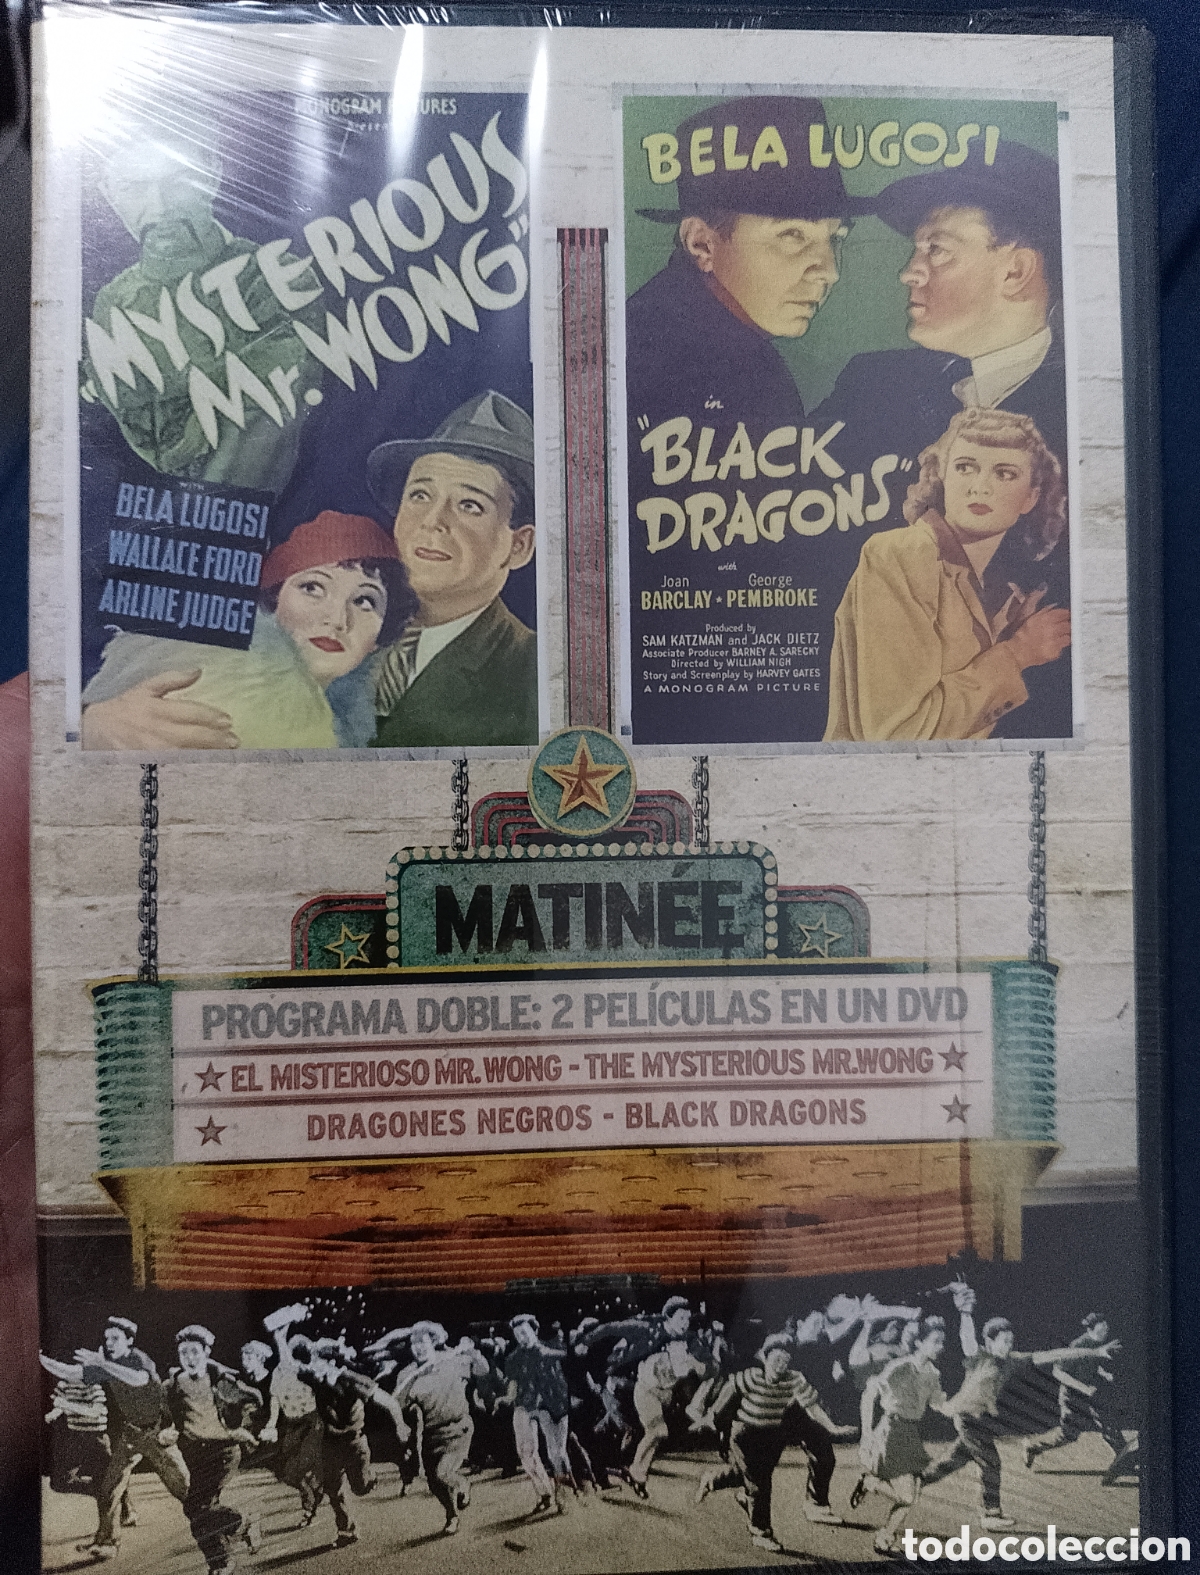 MONOGRAM PICTURES
Present
"MYSTERIOUS
Mr. WONG"
WITH
BELA LUGOSI
WALLACE FORD
ARLINE JUDGE
BELA LUGOSI
in
"BLACK
DRAGONS"
with
Joan George
BARCLAY ★ PEMBROKE
Produced by
SAM KATZMAN and JACK DIETZ
Associate Producer BARNEY A. SARECKY
Directed by WILLIAM NIGH
Story and Screenplay by HARVEY GATES
A MONOGRAM PICTURE
MATINÉE
PROGRAMA DOBLE: 2 PELÍCULAS EN UN DVD
EL MISTERIOSO MR. WONG - THE MYSTERIOUS MR.WONG
DRAGONES NEGROS - BLACK DRAGONS
todocoleccion